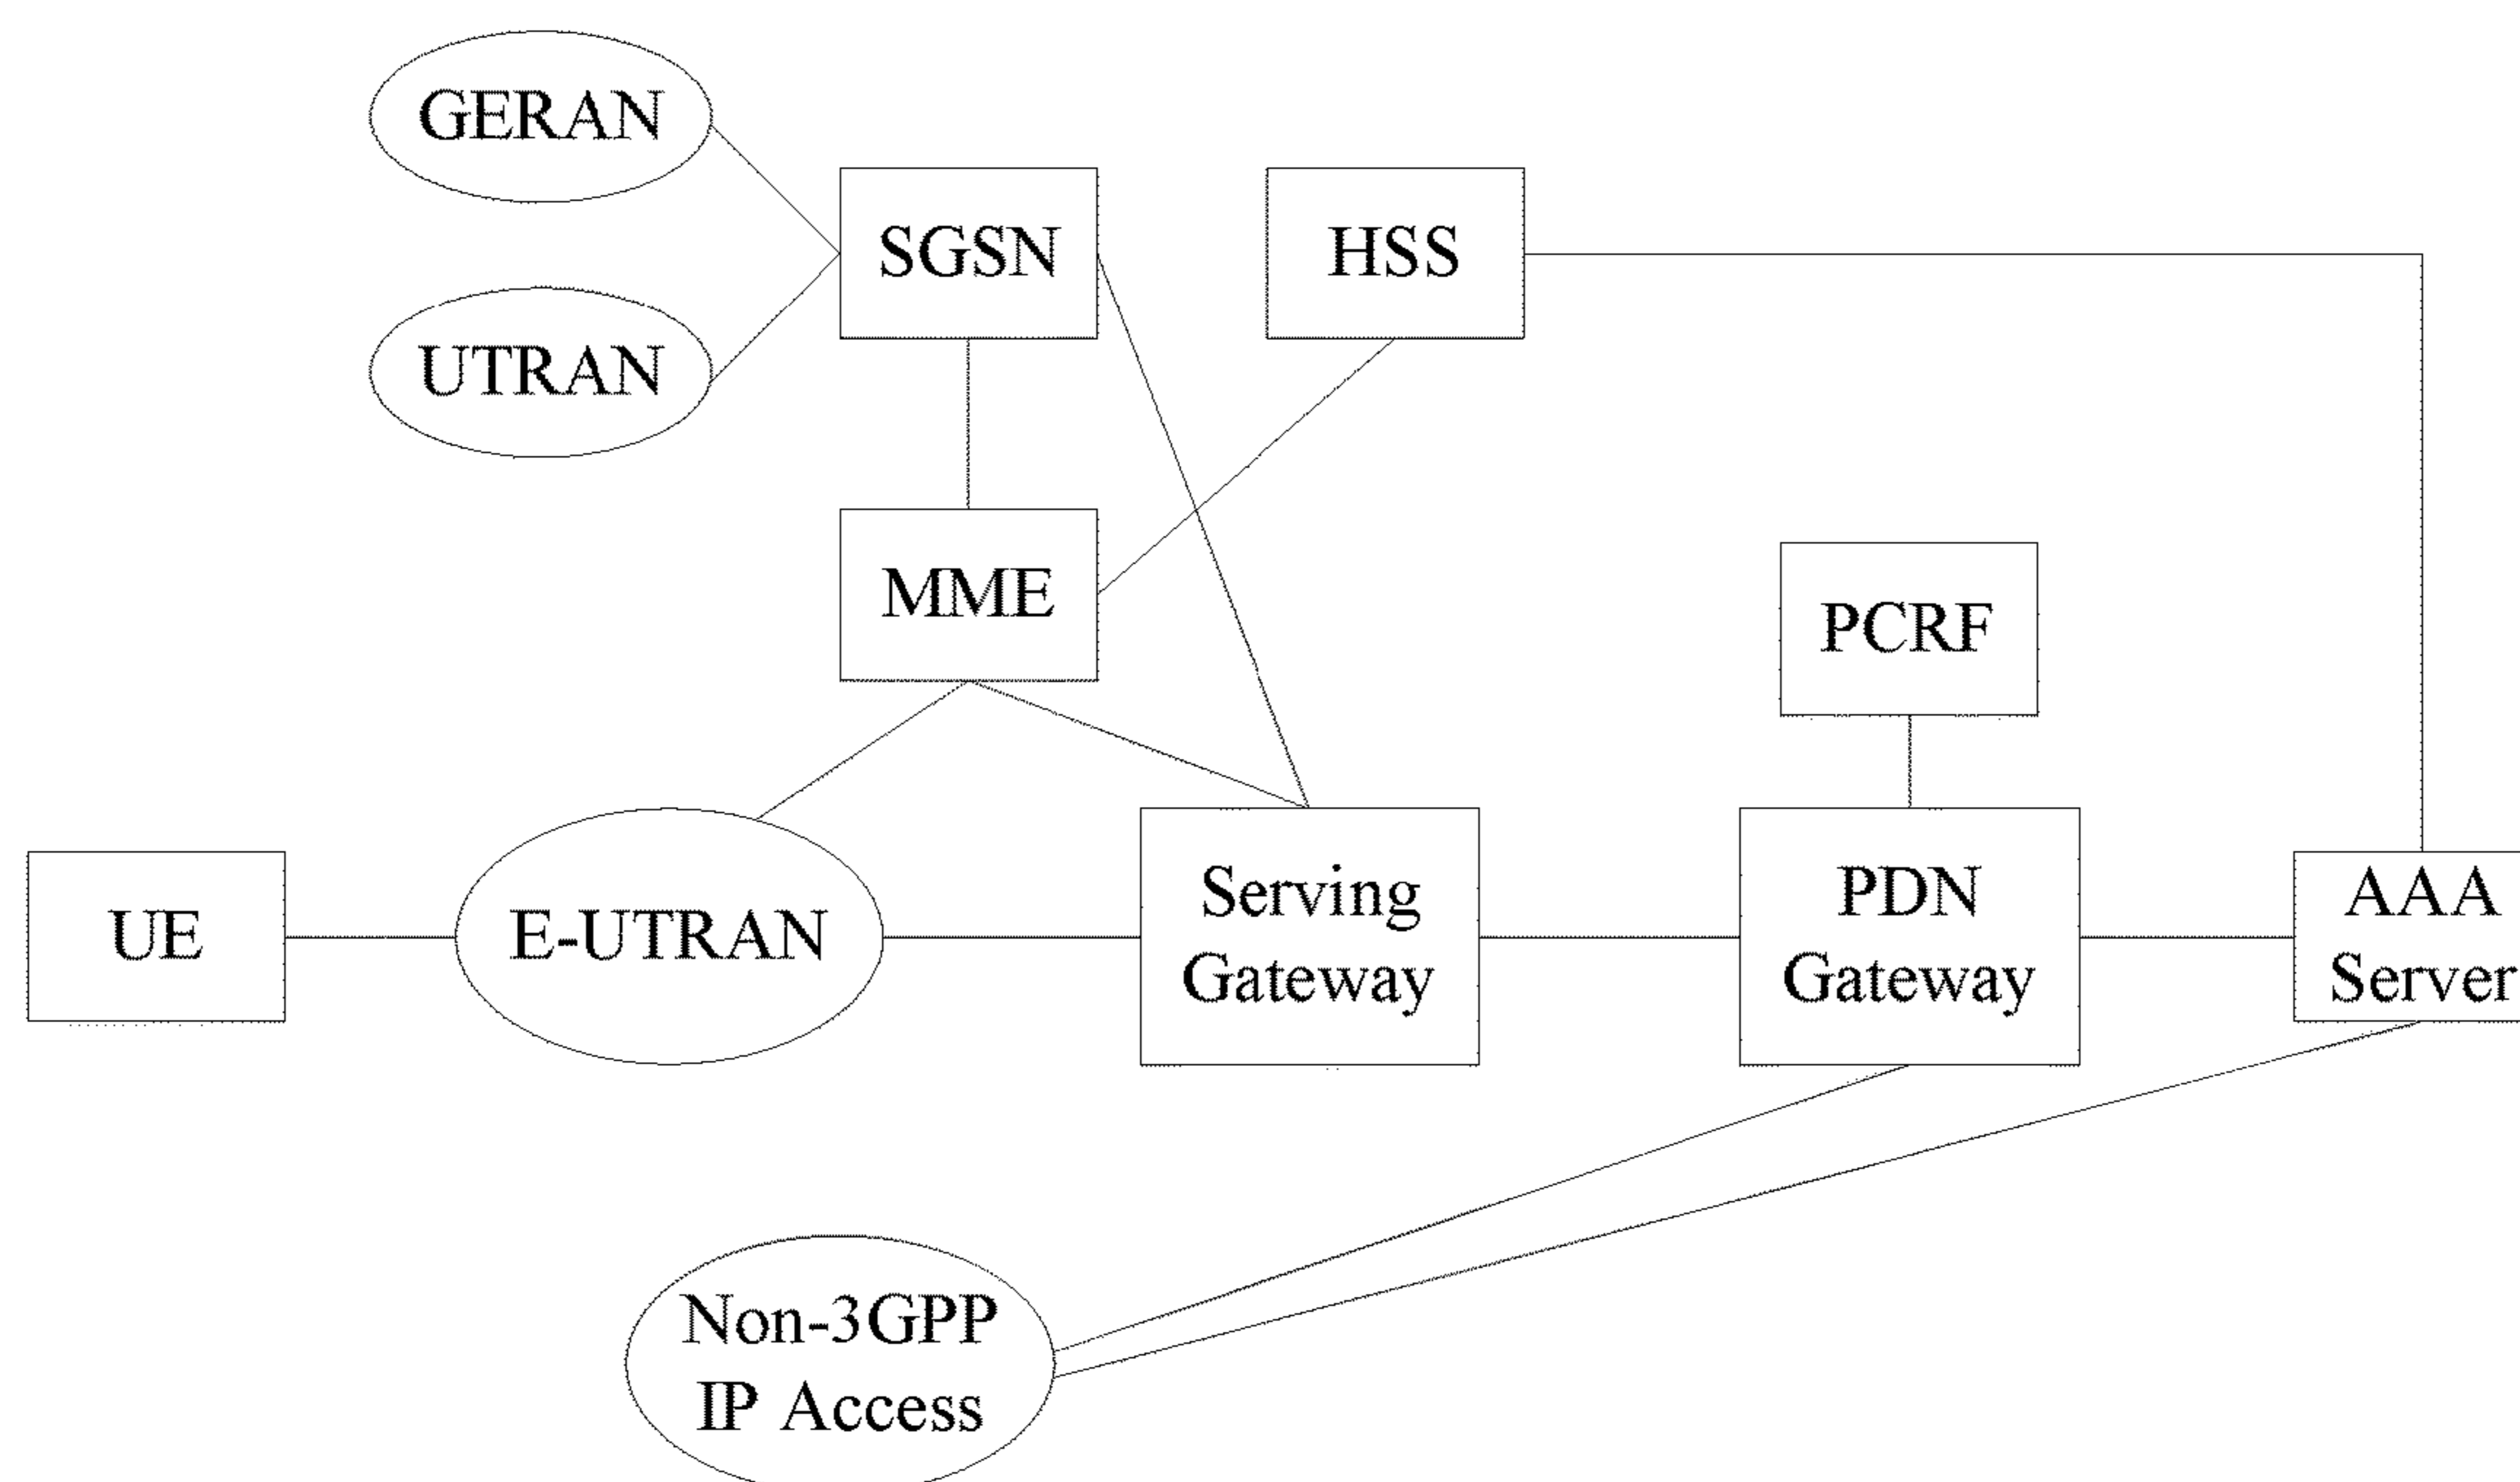 GERAN
SGSN
HSS
UTRAN
MME
PCRF
UE
E-UTRAN
Serving
Gateway
PDN
Gateway
AAA
Server
Non-3GPP
IP Access